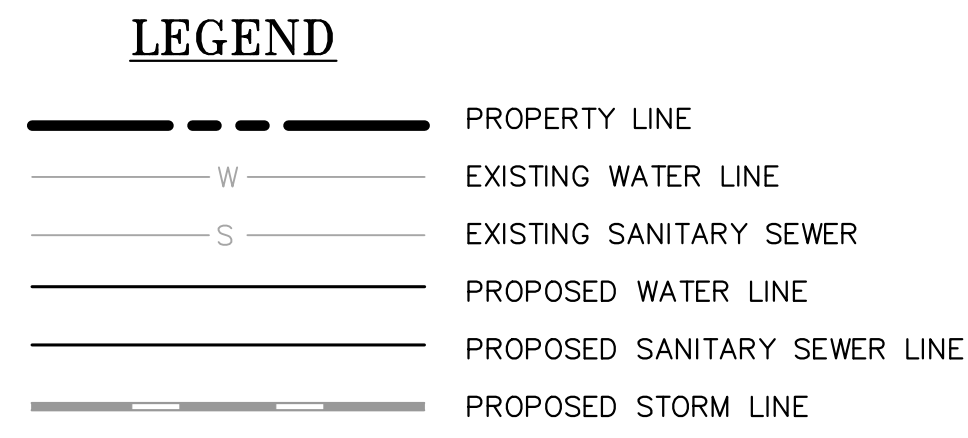 LEGEND
PROPERTY LINE
W EXISTING WATER LINE
S EXISTING SANITARY SEWER
PROPOSED WATER LINE
PROPOSED SANITARY SEWER LINE
PROPOSED STORM LINE